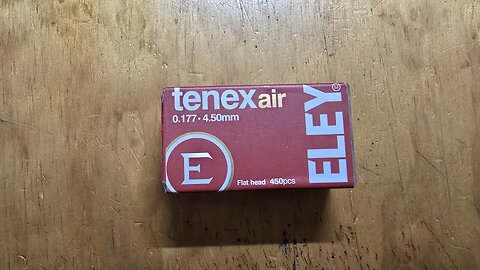 tenex air
0.177 • 4.50mm
E
Flat head 450pcs
ELEY®